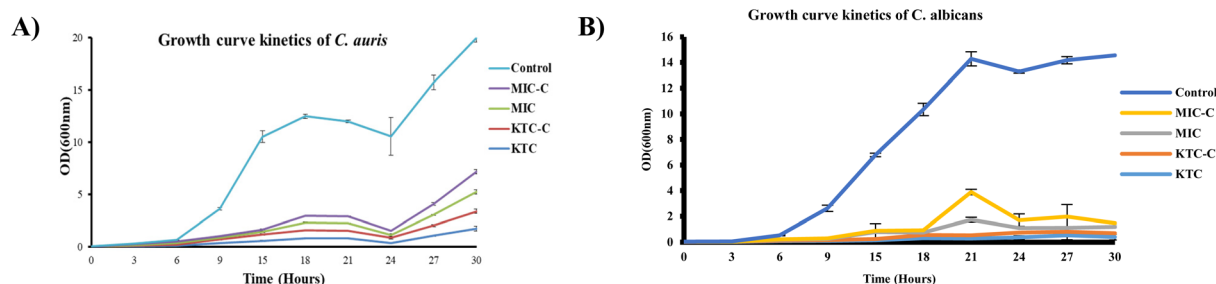 A)
Growth curve kinetics of C. auris
OD(600nm)
20
15
10
5
0
0 3 6 9 15 18 21 24 27 30
Time (Hours)
Control
MIC-C
MIC
KTC-C
KTC
B)
Growth curve kinetics of C. albicans
OD(600nm)
16
14
12
10
8
6
4
2
0
0 3 6 9 15 18 21 24 27 30
Time (Hours)
Control
MIC-C
MIC
KTC-C
KTC